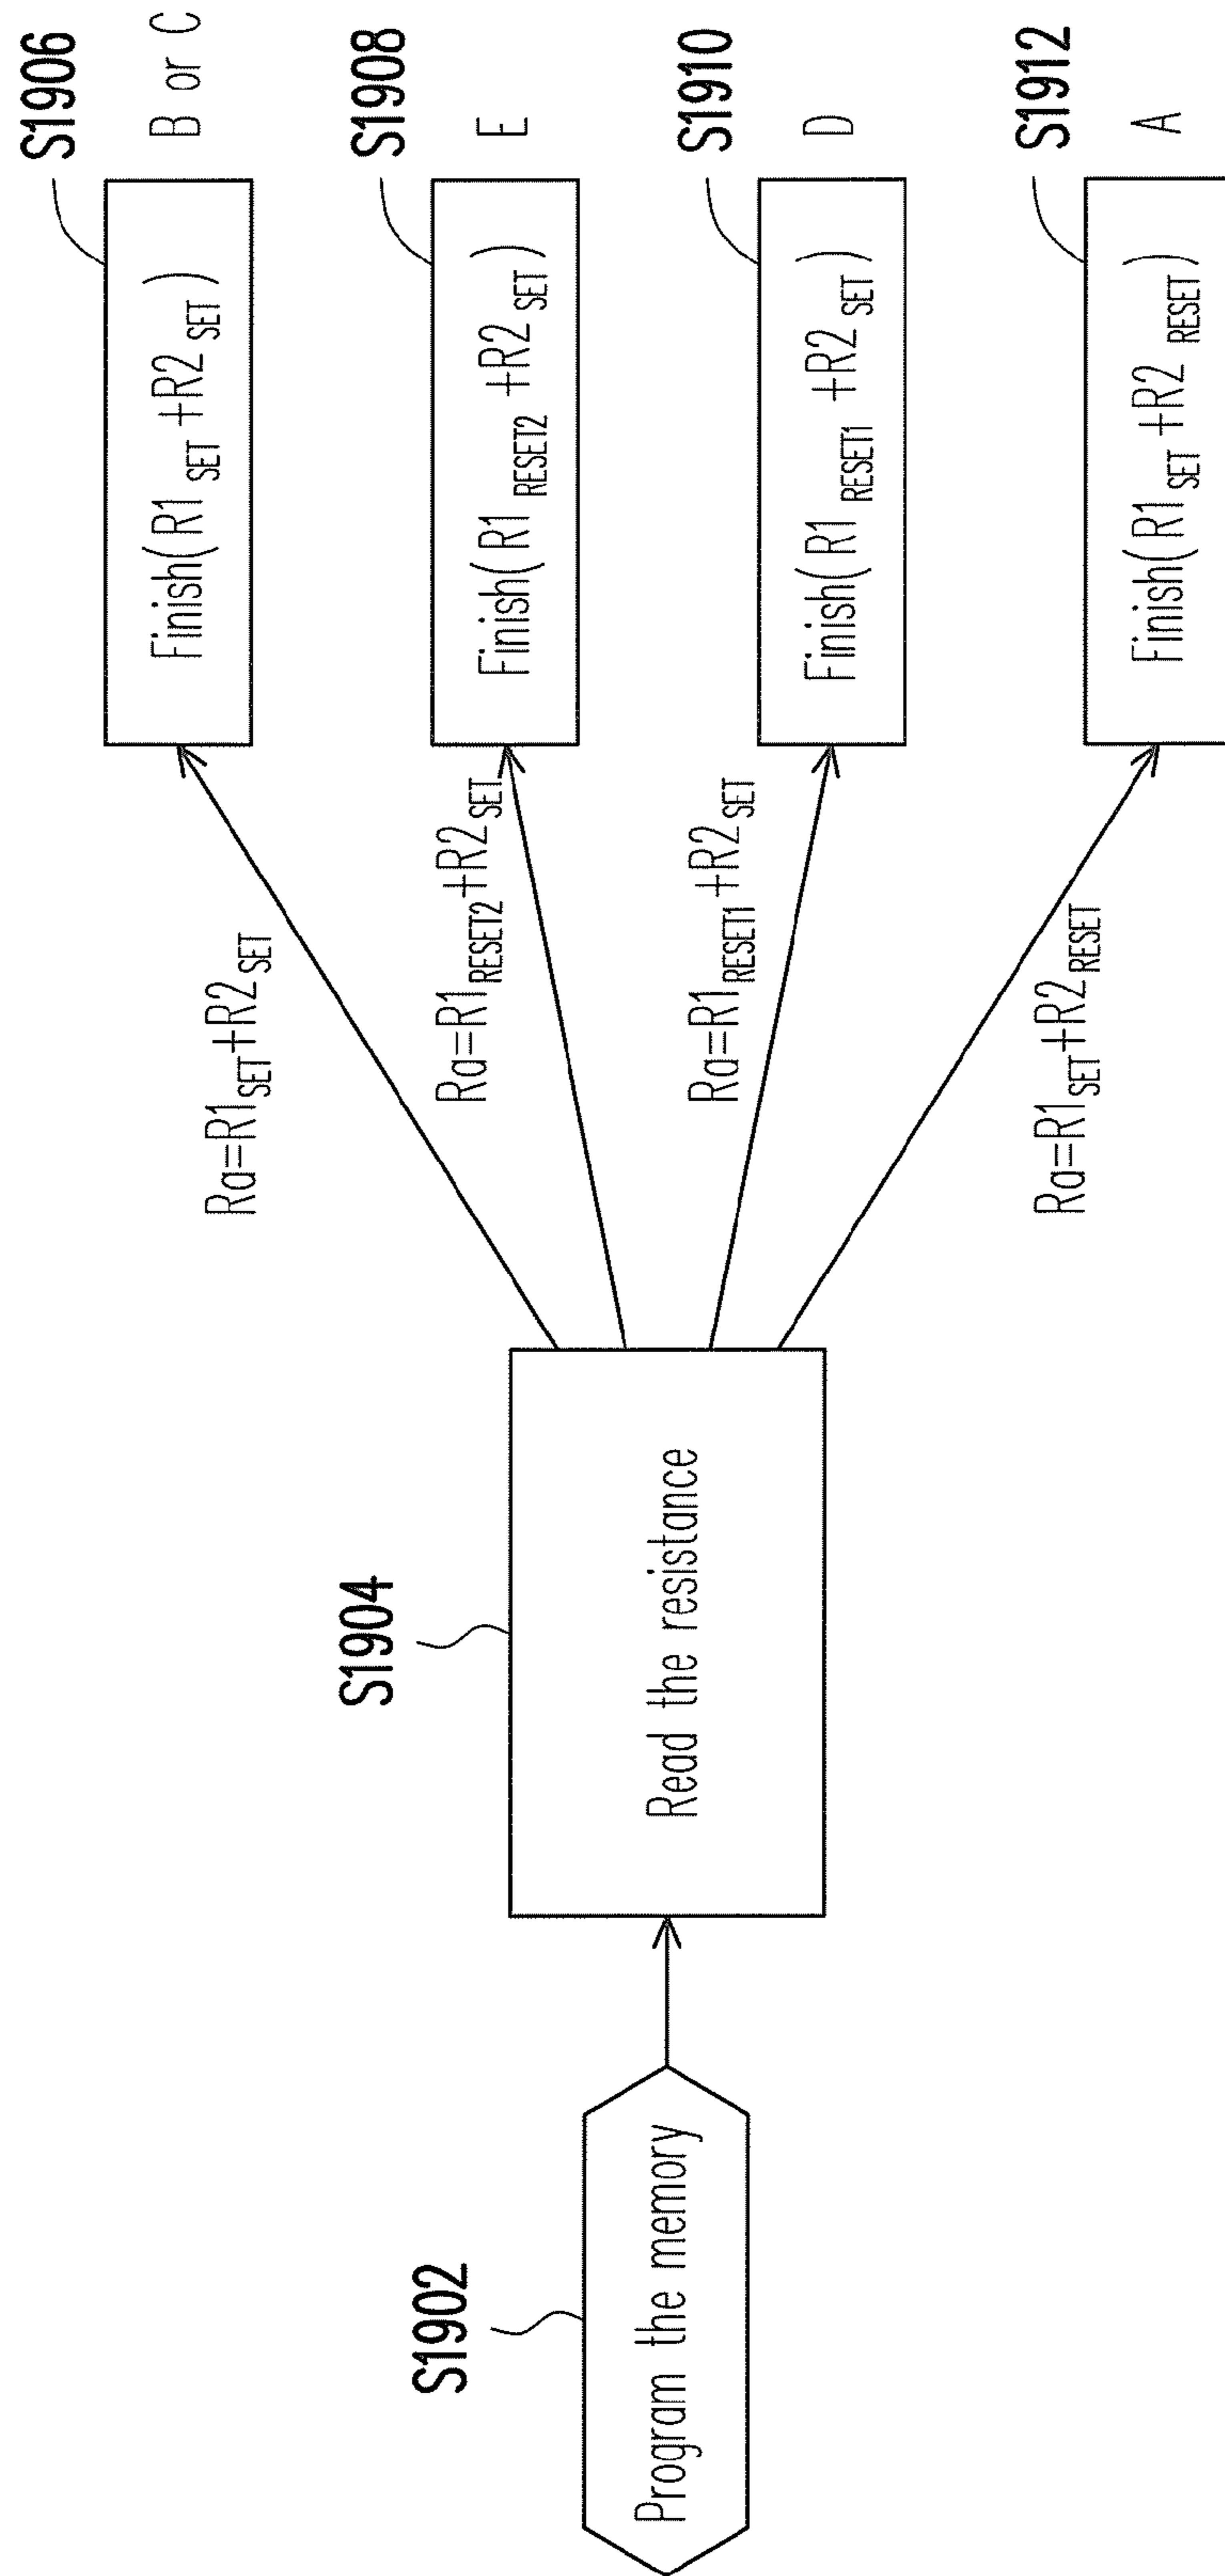 S1902
Program the memory
S1904
Read the resistance
Ra=R1SET+R2SET
Finish(R1SET+R2SET)
S1906
B or C
Ra=R1RESET2+R2SET
Finish(R1RESET2+R2SET)
S1908
E
Ra=R1RESET1+R2SET
Finish(R1RESET1+R2SET)
S1910
D
Ra=R1SET+R2RESET
Finish(R1SET+R2RESET)
S1912
A